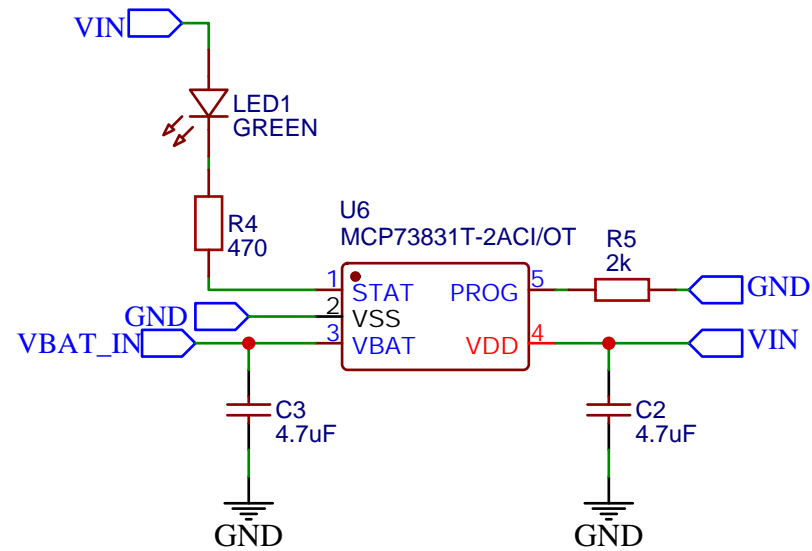 VIN
LED1
GREEN
R4
470
U6
MCP73831T-2ACI/OT
R5
2k
1
STAT
PROG
5
GND
GND
2
VSS
VBAT_IN
3
VBAT
VDD
4
VIN
C3
4.7uF
C2
4.7uF
GND
GND